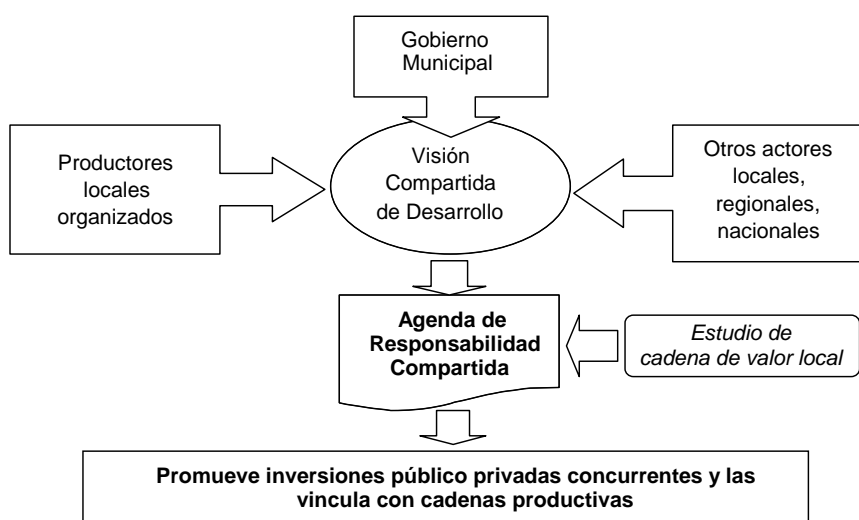 Gobierno
Municipal
Productores
locales
organizados
Visión
Compartida
de Desarrollo
Otros actores
locales,
regionales,
nacionales
Agenda de
Responsabilidad
Compartida
Estudio de
cadena de valor local
Promueve inversiones público privadas concurrentes y las
vincula con cadenas productivas